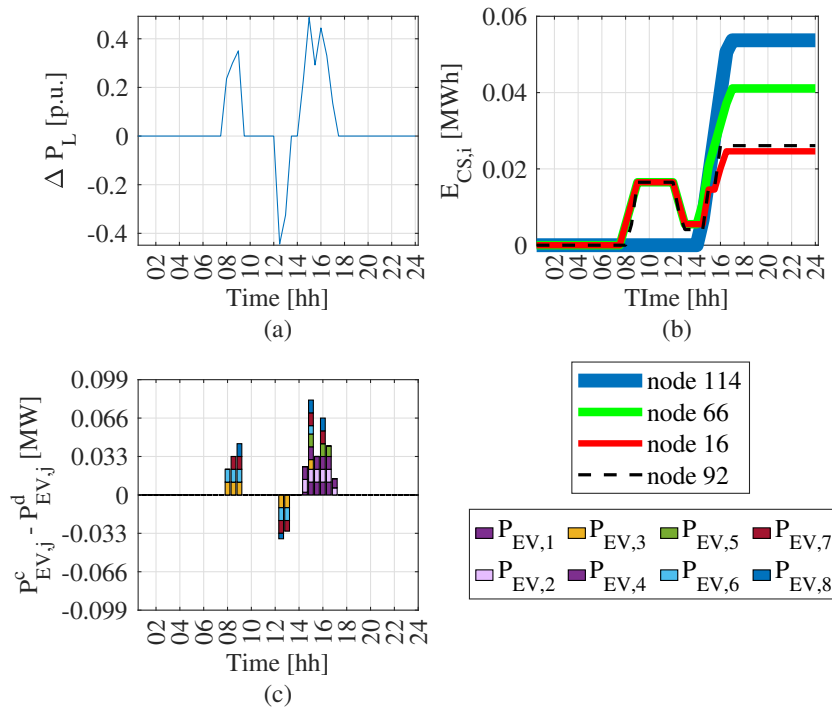 0.4
0.2
0
-0.2
-0.4
Δ P_L [p.u.]
02 04 06 08 10 12 14 16 18 20 22 24
Time [hh]
(a)
0.06
0.04
0.02
0
E_CS,i [MWh]
02 04 06 08 10 12 14 16 18 20 22 24
TIme [hh]
(b)
0.099
0.066
0.033
0
-0.033
-0.066
-0.099
P^c_EV,j - P^d_EV,j [MW]
02 04 06 08 10 12 14 16 18 20 22 24
Time [hh]
(c)
node 114
node 66
node 16
node 92
P_EV,1 P_EV,3 P_EV,5 P_EV,7
P_EV,2 P_EV,4 P_EV,6 P_EV,8